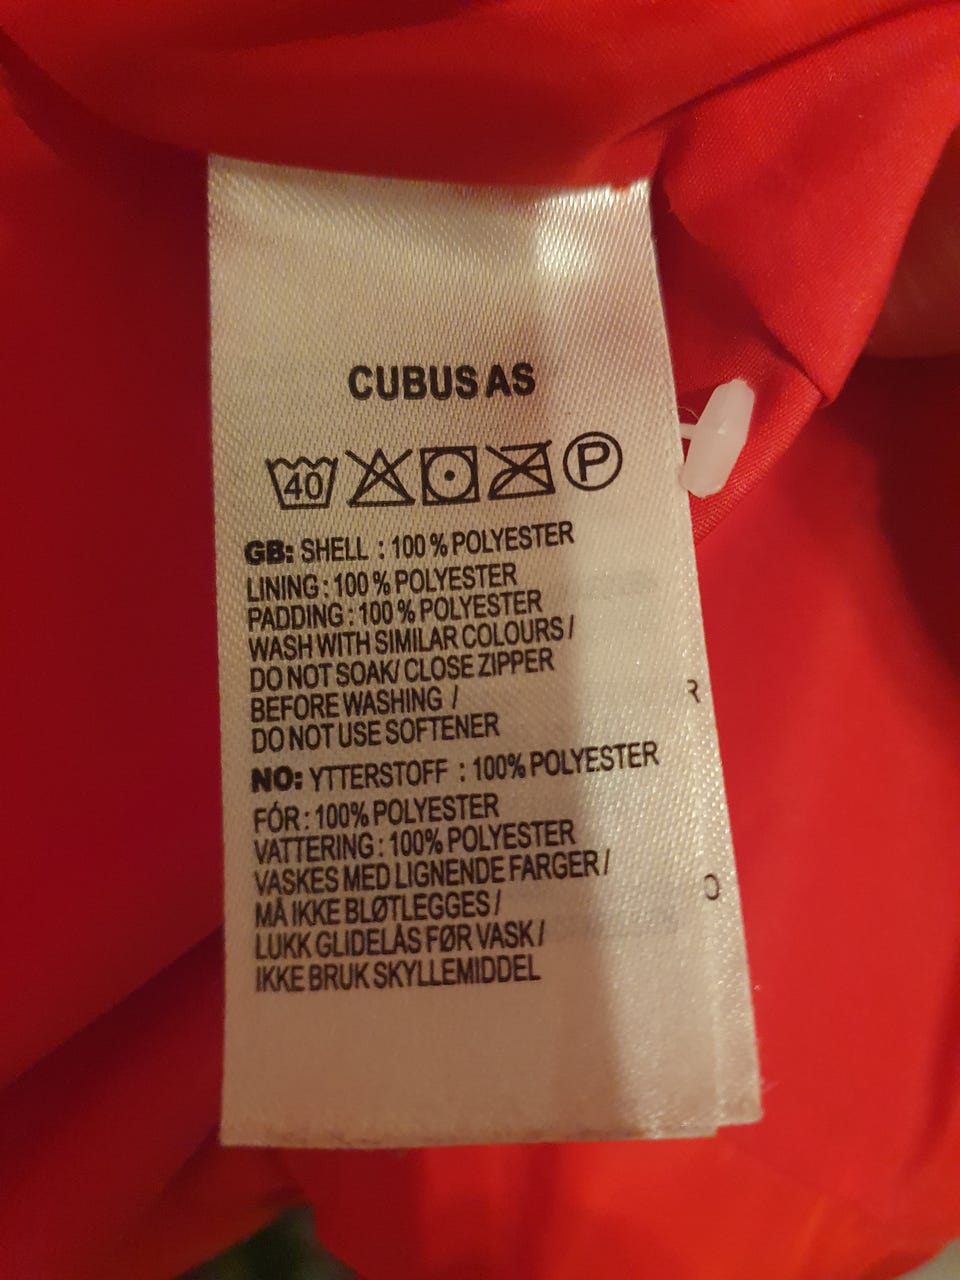 CUBUS AS
40 P
GB: SHELL : 100 % POLYESTER
LINING : 100 % POLYESTER
PADDING : 100 % POLYESTER
WASH WITH SIMILAR COLOURS /
DO NOT SOAK/ CLOSE ZIPPER
BEFORE WASHING /
DO NOT USE SOFTENER
NO: YTTERSTOFF : 100% POLYESTER
FÓR : 100% POLYESTER
VATTERING : 100% POLYESTER
VASKES MED LIGNENDE FARGER /
MÅ IKKE BLØTLEGGES /
LUKK GLIDELÅS FØR VASK /
IKKE BRUK SKYLLEMIDDEL